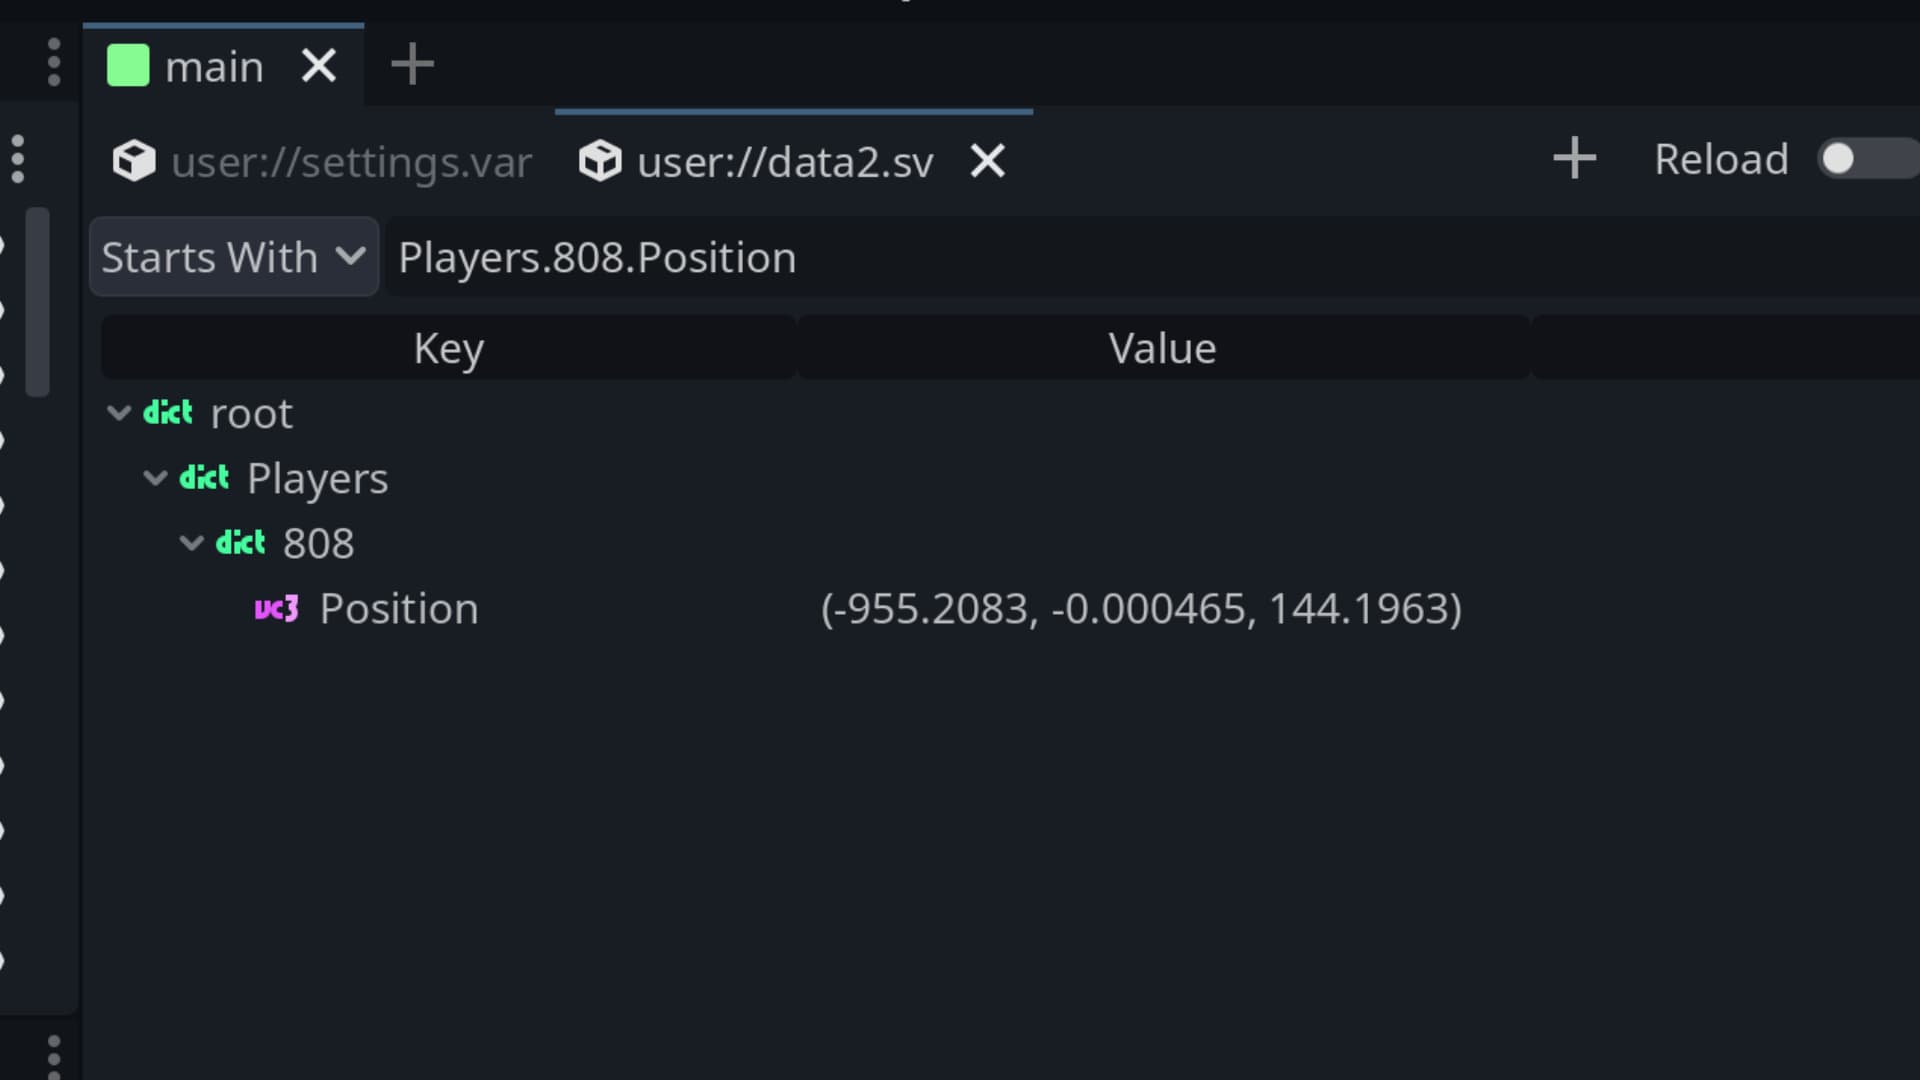 main
user://settings.var user://data2.sv Reload
Starts With Players.808.Position
Key Value
dict root
dict Players
dict 808
vc3 Position (-955.2083, -0.000465, 144.1963)